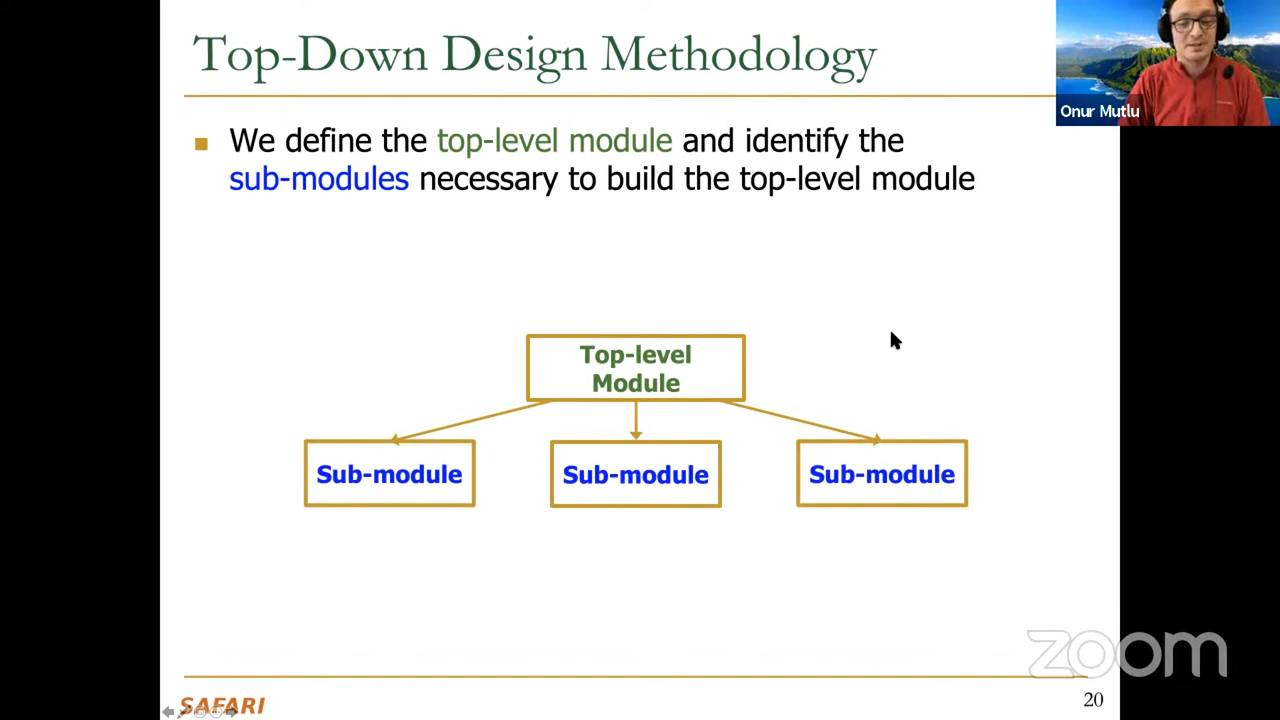 Top-Down Design Methodology
Onur Mutlu
We define the top-level module and identify the
sub-modules necessary to build the top-level module
Top-level
Module
Sub-module
Sub-module
Sub-module
zoom
SAFARI
20